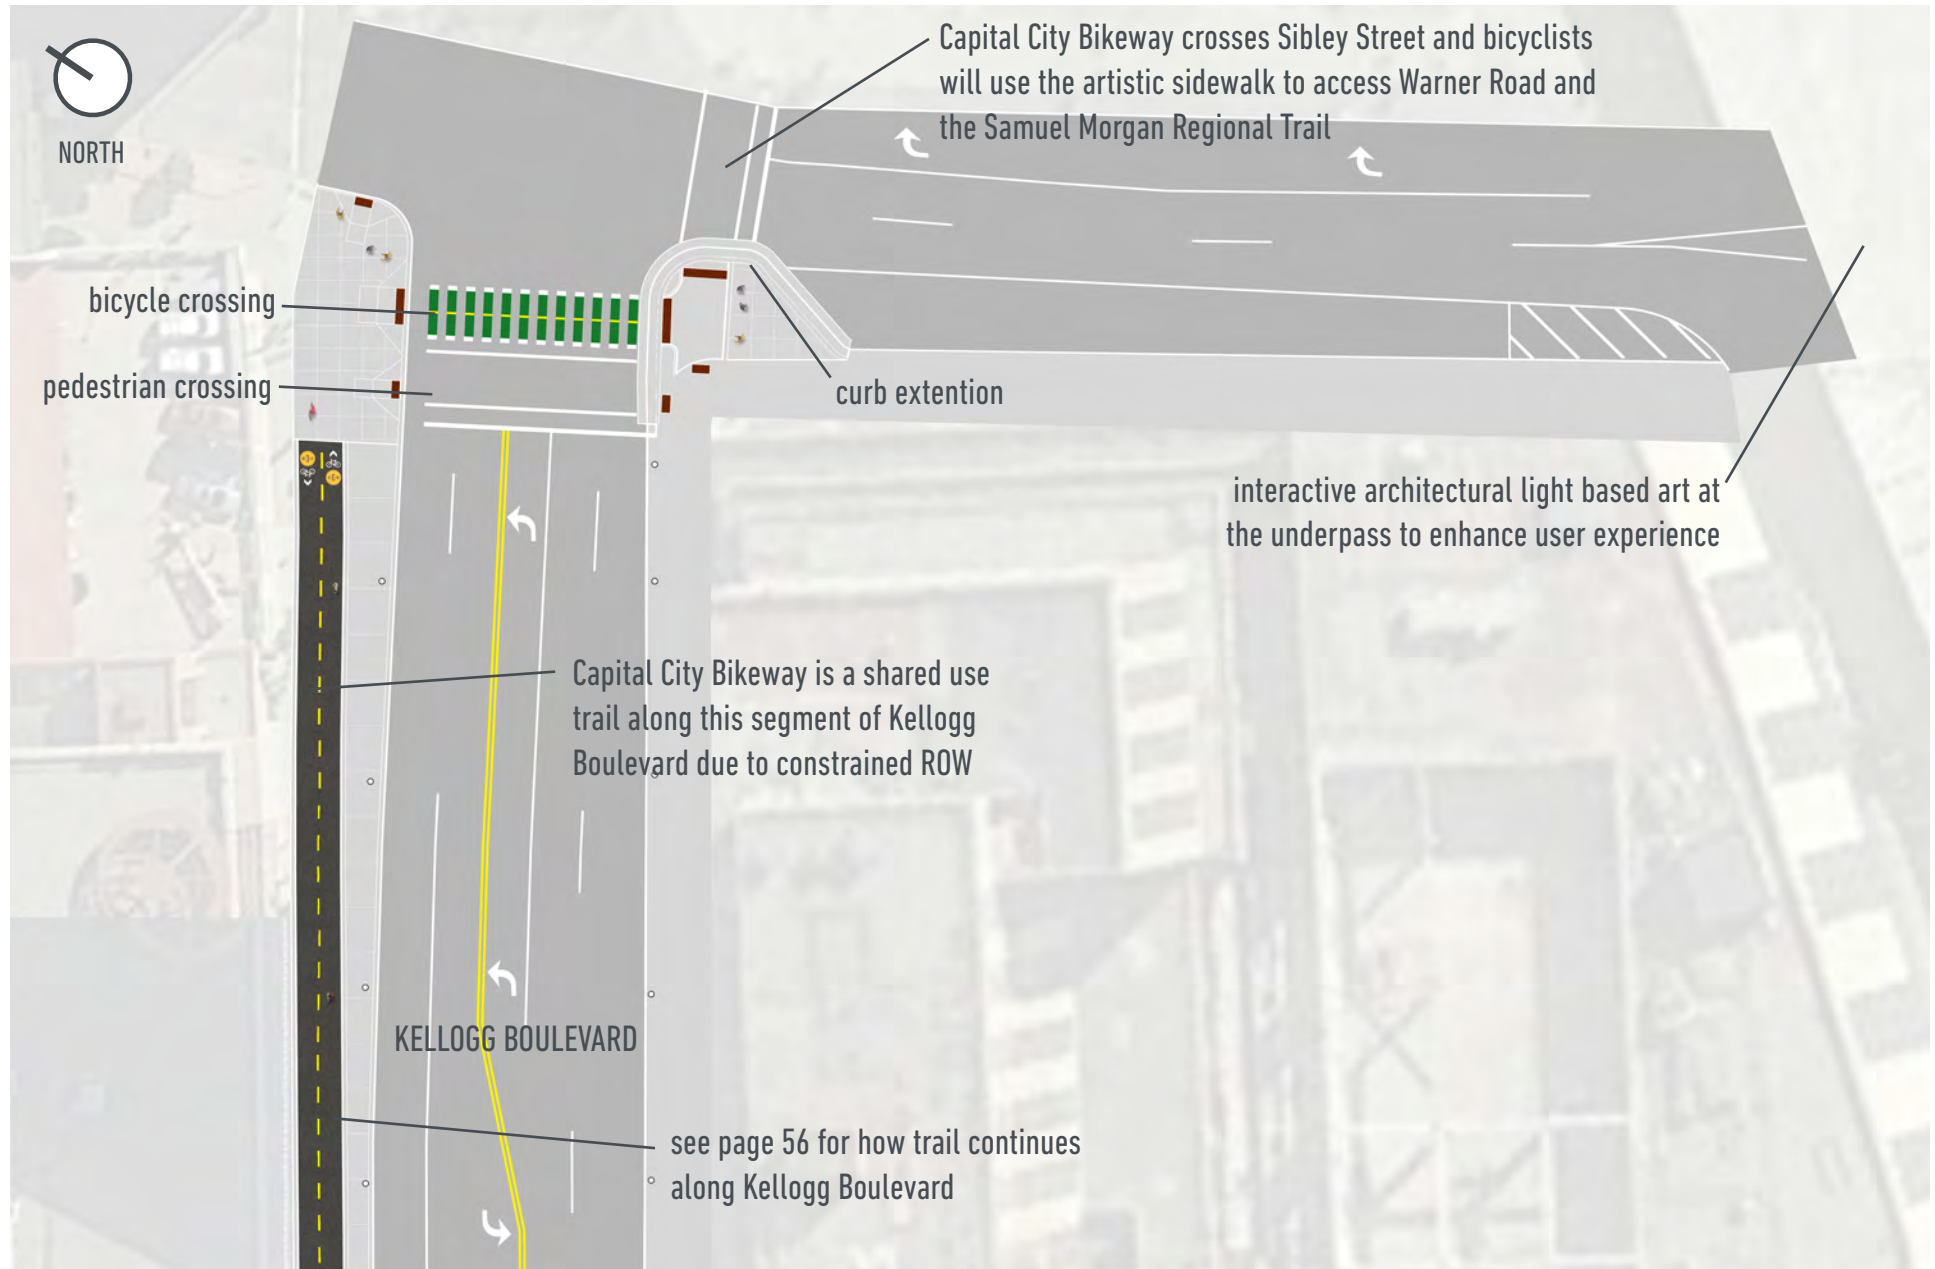 Capital City Bikeway crosses Sibley Street and bicyclists
will use the artistic sidewalk to access Warner Road and
the Samuel Morgan Regional Trail
NORTH
bicycle crossing
pedestrian crossing
curb extention
interactive architectural light based art at
the underpass to enhance user experience
Capital City Bikeway is a shared use
trail along this segment of Kellogg
Boulevard due to constrained ROW
KELLOGG BOULEVARD
see page 56 for how trail continues
along Kellogg Boulevard